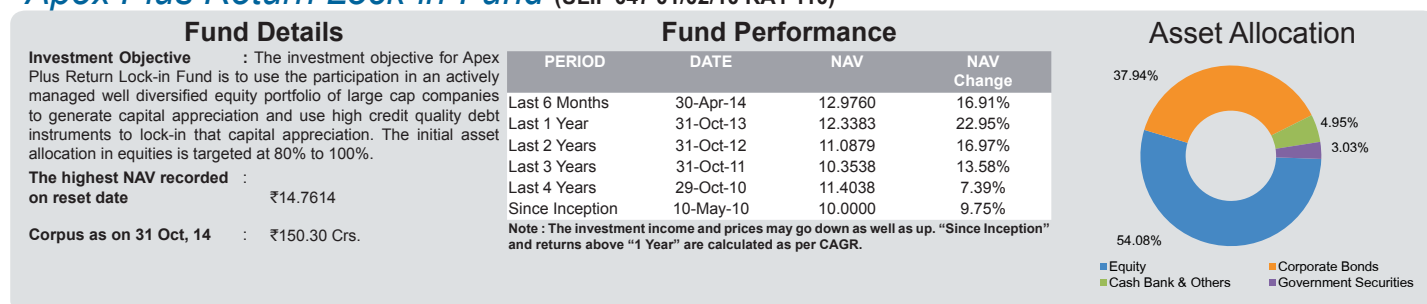 Apex Plus Return Lock-in Fund
Fund Details
Investment Objective : The investment objective for Apex
Plus Return Lock-in Fund is to use the participation in an actively
managed well diversified equity portfolio of large cap companies
to generate capital appreciation and use high credit quality debt
instruments to lock-in that capital appreciation. The initial asset
allocation in equities is targeted at 80% to 100%.
The highest NAV recorded :
on reset date ₹14.7614
Corpus as on 31 Oct, 14 : ₹150.30 Crs.
Fund Performance
PERIOD DATE NAV NAV
Change
Last 6 Months 30-Apr-14 12.9760 16.91%
Last 1 Year 31-Oct-13 12.3383 22.95%
Last 2 Years 31-Oct-12 11.0879 16.97%
Last 3 Years 31-Oct-11 10.3538 13.58%
Last 4 Years 29-Oct-10 11.4038 7.39%
Since Inception 10-May-10 10.0000 9.75%
Note : The investment income and prices may go down as well as up. “Since Inception”
and returns above “1 Year” are calculated as per CAGR.
Asset Allocation
37.94%
4.95%
3.03%
54.08%
Equity Corporate Bonds
Cash Bank & Others Government Securities